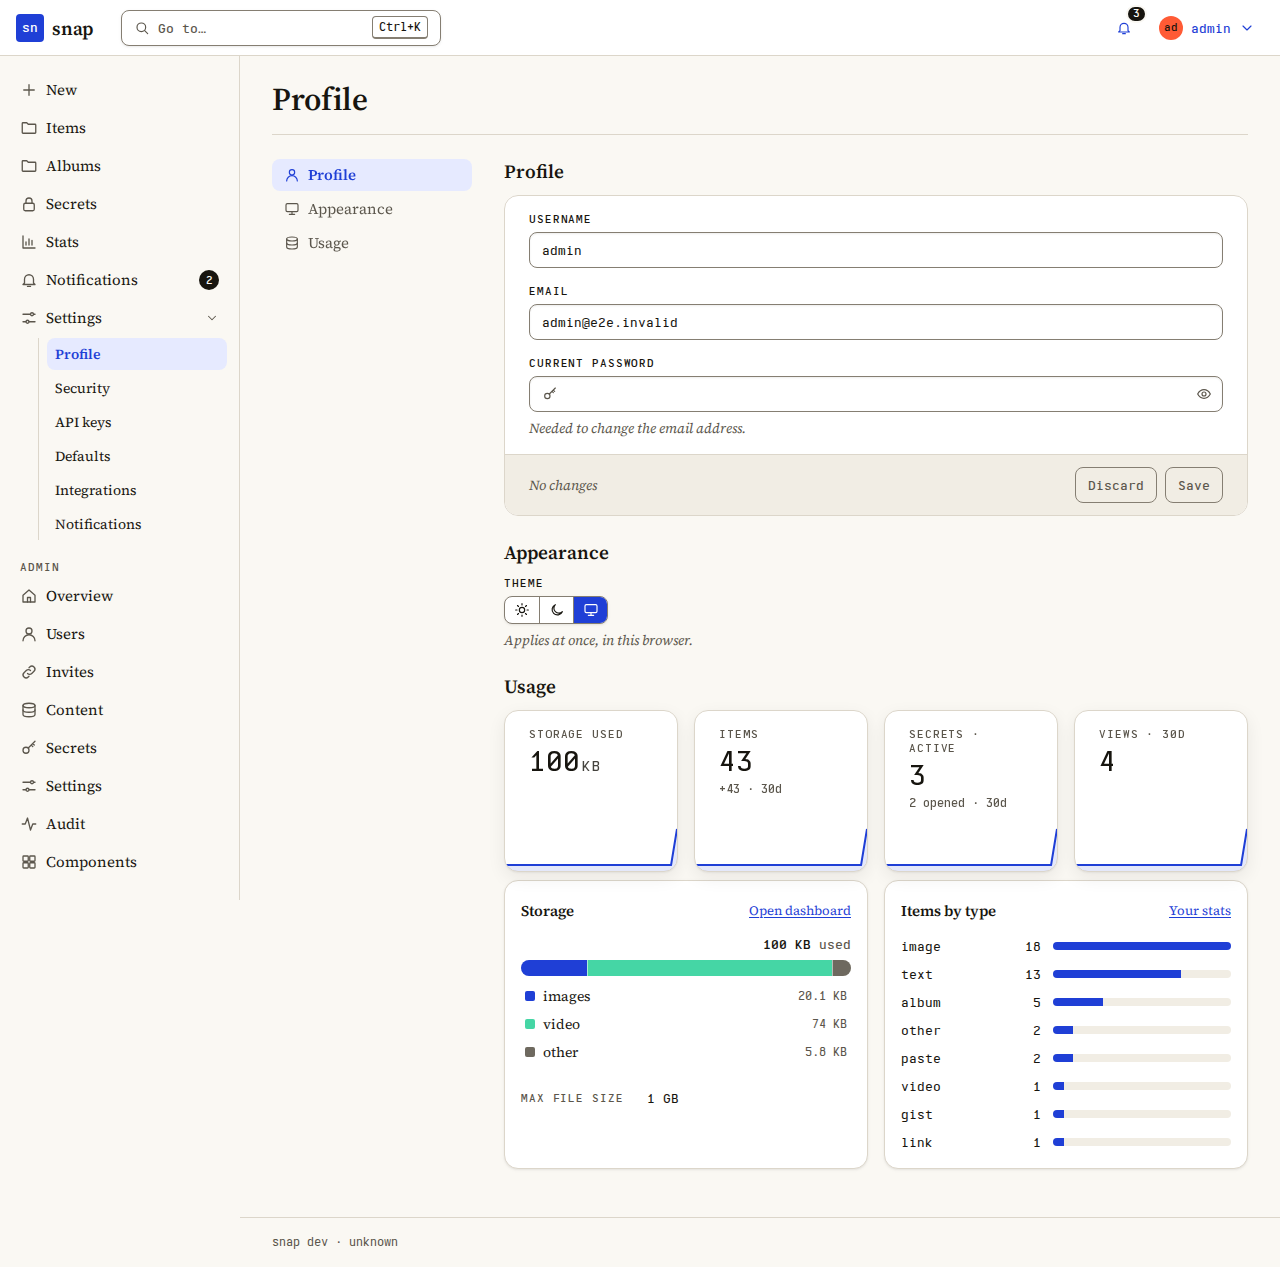 sn snap
Go to…
Ctrl+K
3
ad admin
New
Items
Albums
Secrets
Stats
Notifications 2
Settings
Profile
Security
API keys
Defaults
Integrations
Notifications
ADMIN
Overview
Users
Invites
Content
Secrets
Settings
Audit
Components
Profile
Profile
Appearance
Usage
Profile
USERNAME
admin
EMAIL
admin@e2e.invalid
CURRENT PASSWORD
Needed to change the email address.
No changes
Discard
Save
Appearance
THEME
Applies at once, in this browser.
Usage
STORAGE USED
100 KB
ITEMS
43
+43 · 30d
SECRETS ·
ACTIVE
3
2 opened · 30d
VIEWS · 30D
4
Storage
Open dashboard
100 KB used
images 20.1 KB
video 74 KB
other 5.8 KB
MAX FILE SIZE 1 GB
Items by type
Your stats
image 18
text 13
album 5
other 2
paste 2
video 1
gist 1
link 1
snap dev · unknown